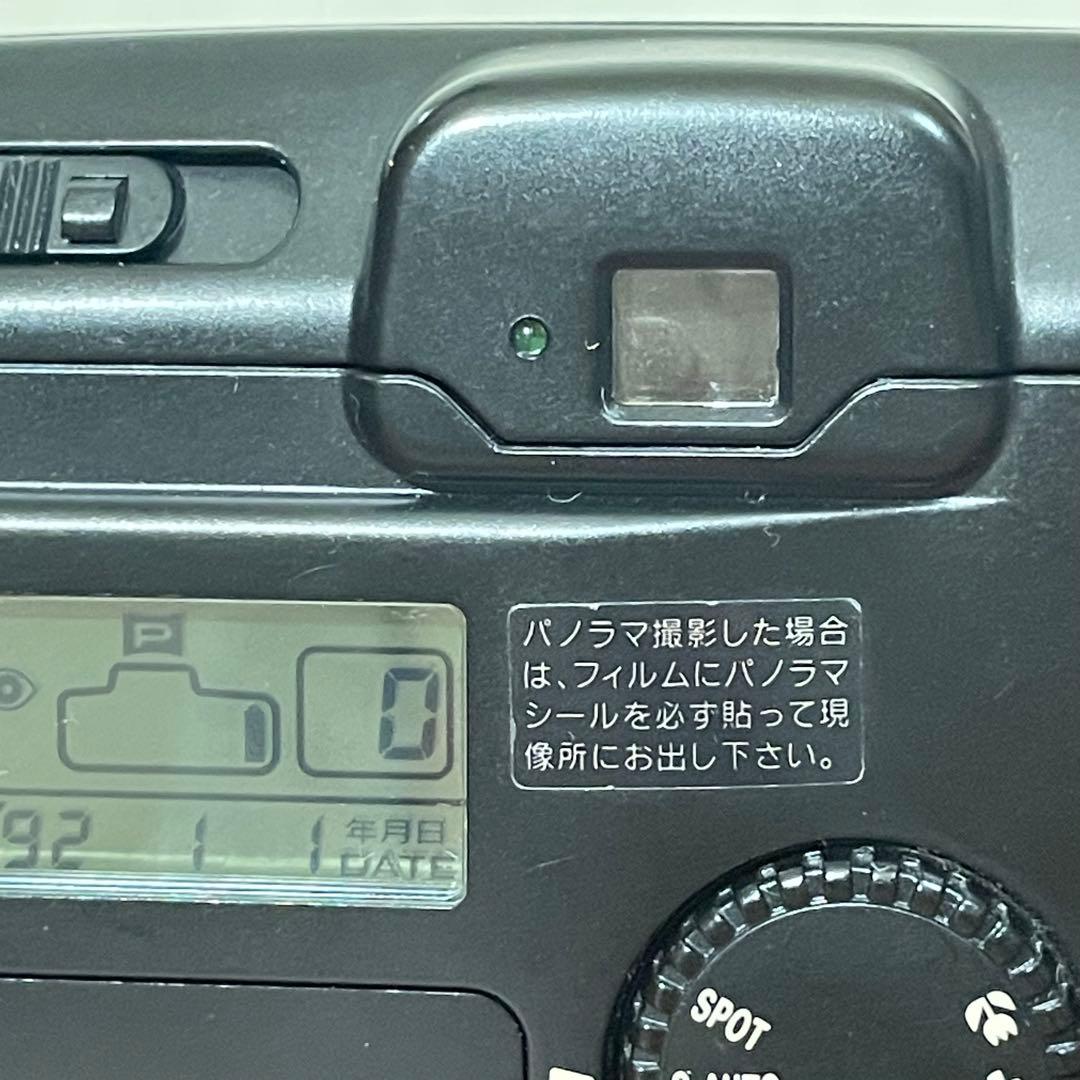 P
0
パノラマ撮影した場合
は、フィルムにパノラマ
シールを必ず貼って現
像所にお出し下さい。
'92 1 1 年月日
DATE
SPOT